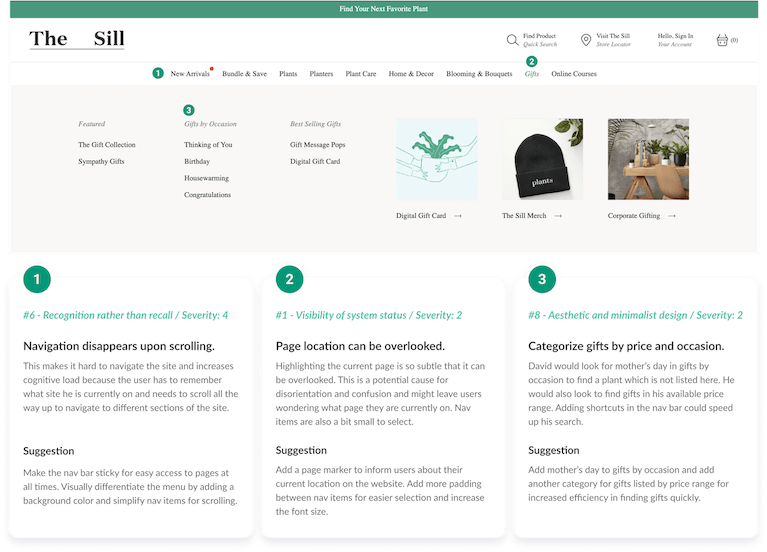 Find Your Next Favorite Plant
The Sill
Find Product
Quick Search
Visit The Sill
Store Locator
Hello, Sign In
Your Account
(0)
1 New Arrivals Bundle & Save Plants Planters Plant Care Home & Decor Blooming & Bouquets 2 Gifts Online Courses
3
Featured
The Gift Collection
Sympathy Gifts
Gifts by Occasion
Thinking of You
Birthday
Housewarming
Congratulations
Best Selling Gifts
Gift Message Pops
Digital Gift Card
Digital Gift Card →
plants
The Sill Merch →
Corporate Gifting →
1
#6 - Recognition rather than recall / Severity: 4
Navigation disappears upon scrolling.
This makes it hard to navigate the site and increases
cognitive load because the user has to remember
what site he is currently on and needs to scroll all the
way up to navigate to different sections of the site.
Suggestion
Make the nav bar sticky for easy access to pages at
all times. Visually differentiate the menu by adding a
background color and simplify nav items for scrolling.
2
#1 - Visibility of system status / Severity: 2
Page location can be overlooked.
Highlighting the current page is so subtle that it can
be overlooked. This is a potential cause for
disorientation and confusion and might leave users
wondering what page they are currently on. Nav
items are also a bit small to select.
Suggestion
Add a page marker to inform users about their
current location on the website. Add more padding
between nav items for easier selection and increase
the font size.
3
#8 - Aesthetic and minimalist design / Severity: 2
Categorize gifts by price and occasion.
David would look for mother's day in gifts by
occasion to find a plant which is not listed here. He
would also look to find gifts in his available price
range. Adding shortcuts in the nav bar could speed
up his search.
Suggestion
Add mother's day to gifts by occasion and add
another category for gifts listed by price range for
increased efficiency in finding gifts quickly.